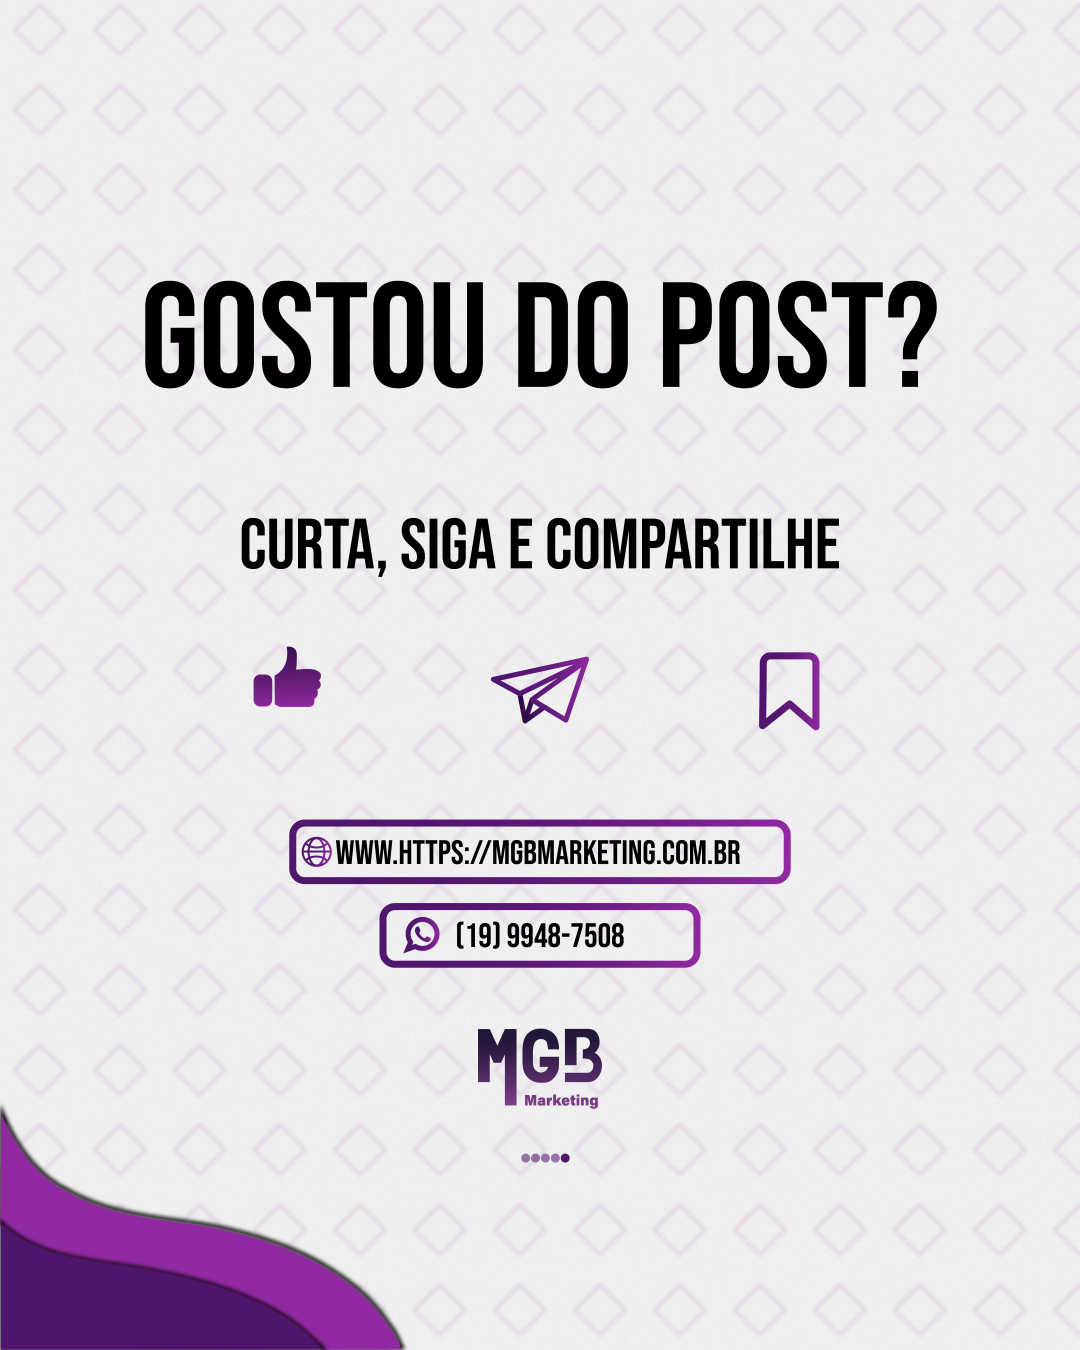 GOSTOU DO POST?
CURTA, SIGA E COMPARTILHE
WWW.HTTPS://MGBMARKETING.COM.BR
(19) 9948-7508
MGB
Marketing